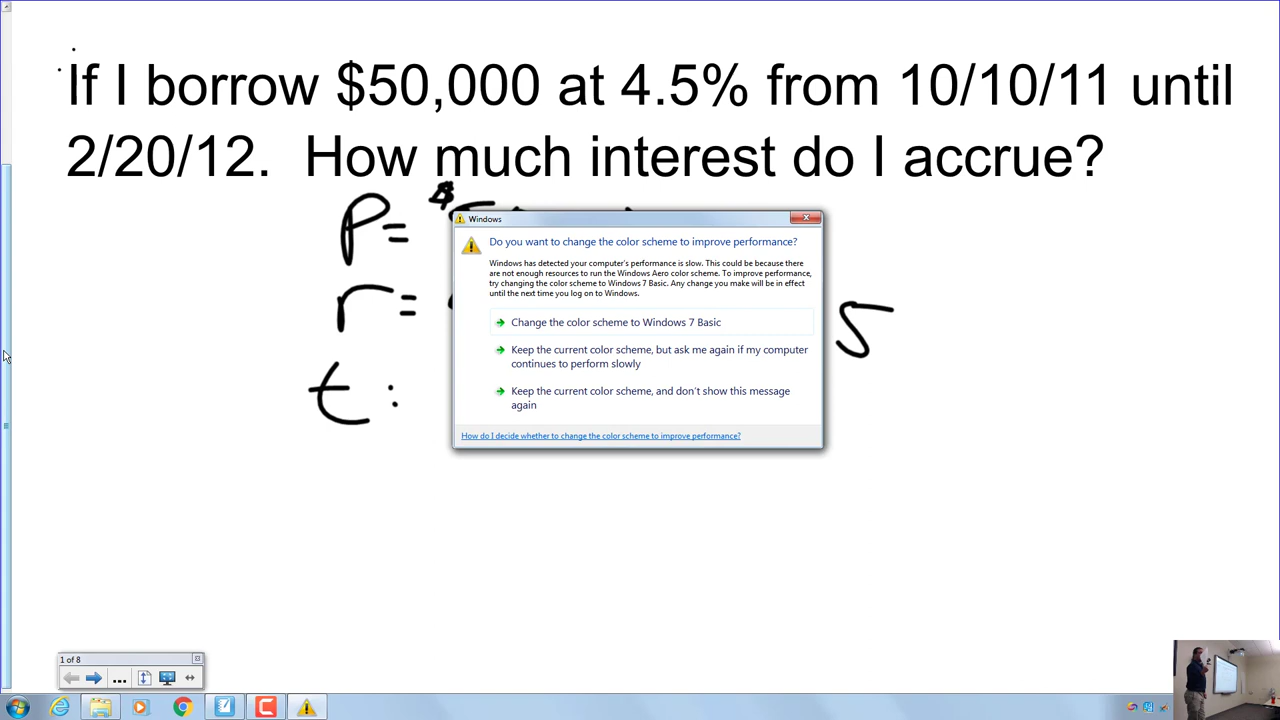 If I borrow $50,000 at 4.5% from 10/10/11 until
2/20/12. How much interest do I accrue?
P= $5
r= 5
t:
Windows
Do you want to change the color scheme to improve performance?
Windows has detected your computer's performance is slow. This could be because there
are not enough resources to run the Windows Aero color scheme. To improve performance,
try changing the color scheme to Windows 7 Basic. Any change you make will be in effect
until the next time you log on to Windows.
Change the color scheme to Windows 7 Basic
Keep the current color scheme, but ask me again if my computer
continues to perform slowly
Keep the current color scheme, and don't show this message
again
How do I decide whether to change the color scheme to improve performance?
1 of 8